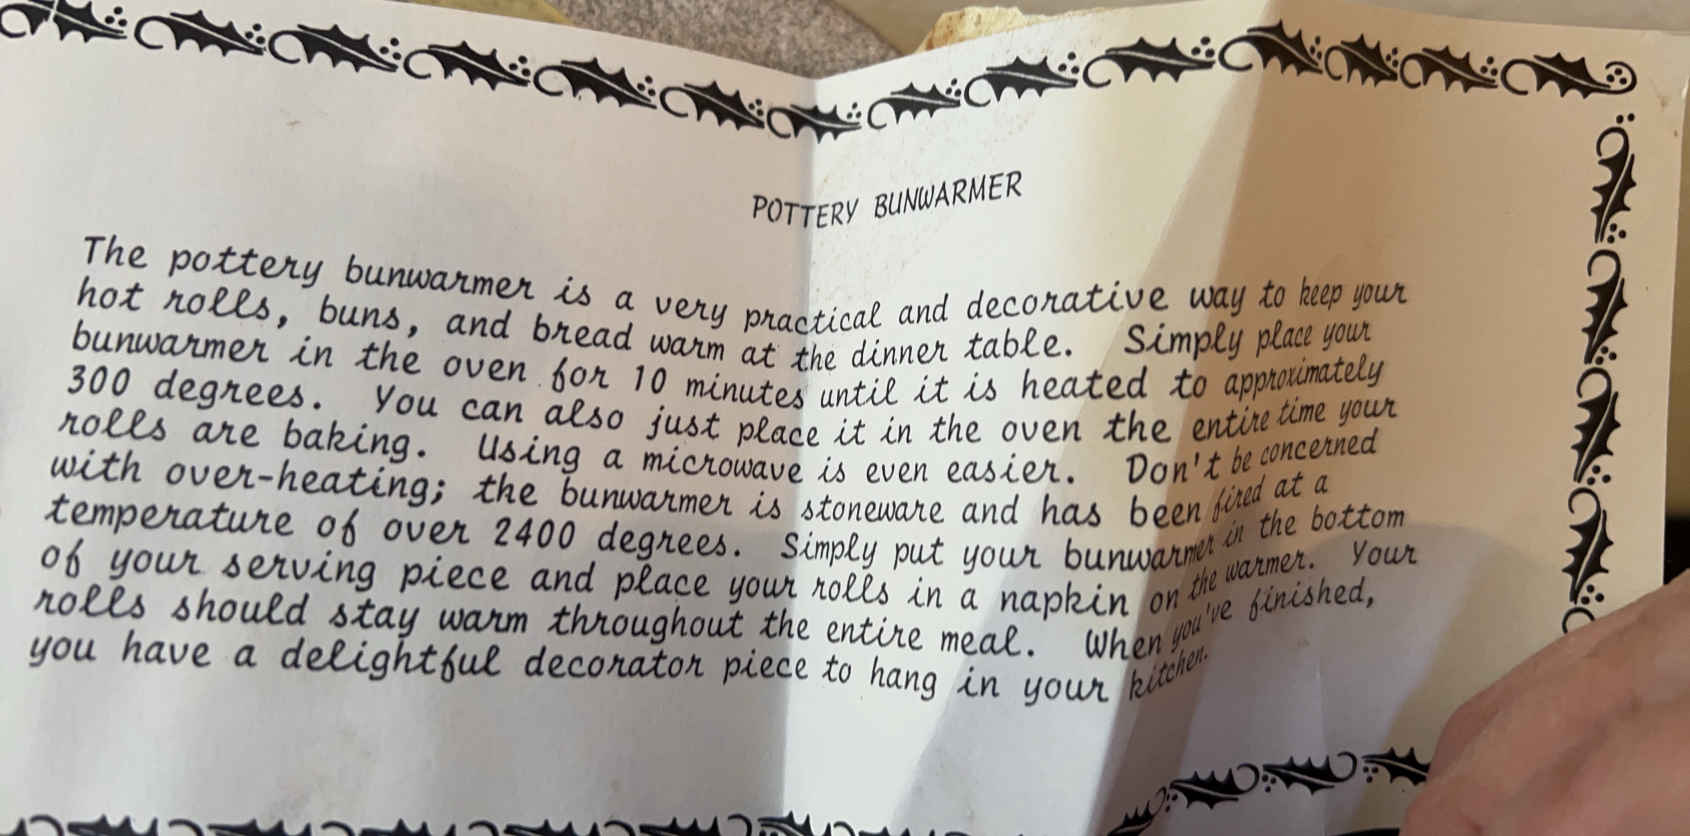 POTTERY BUNWARMER
The pottery bunwarmer is a very practical and decorative way to keep your
hot rolls, buns, and bread warm at the dinner table. Simply place your
bunwarmer in the oven for 10 minutes until it is heated to approximately
300 degrees. You can also just place it in the oven the entire time your
rolls are baking. Using a microwave is even easier. Don't be concerned
with over-heating; the bunwarmer is stoneware and has been fired at a
temperature of over 2400 degrees. Simply put your bunwarmer in the bottom
of your serving piece and place your rolls in a napkin on the warmer. Your
rolls should stay warm throughout the entire meal. When you've finished,
you have a delightful decorator piece to hang in your kitchen.